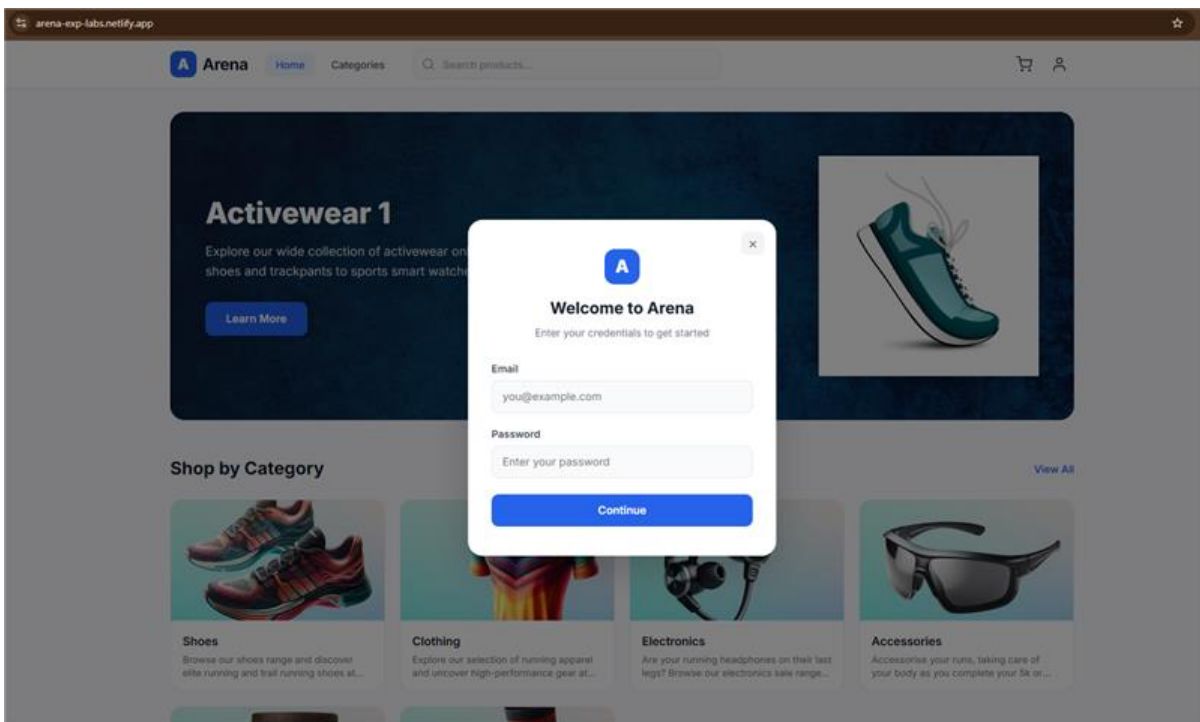 arena-exp-labs.netlify.app
A Arena Home Categories Search products...
Activewear 1
Explore our wide collection of activewear on
shoes and trackpants to sports smart watche
Learn More
A
Welcome to Arena
Enter your credentials to get started
Email
you@example.com
Password
Enter your password
Continue
Shop by Category View All
Shoes
Browse our shoes range and discover
elite running and trail running shoes at...
Clothing
Explore our selection of running apparel
and uncover high-performance gear at...
Electronics
Are your running headphones on their last
legs? Browse our electronics sale range...
Accessories
Accessorise your runs, taking care of
your body as you complete your 5k or...